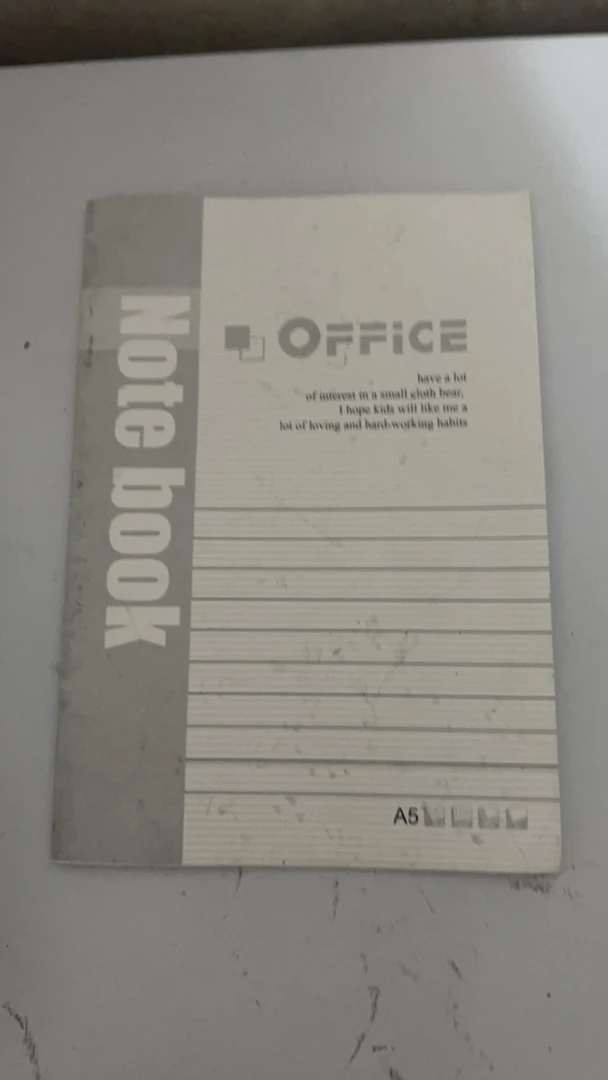 Note book
OFFiCE
have a lot
of interest in a small cloth bear,
I hope kids will like me a
lot of loving and hard-working habits
A5